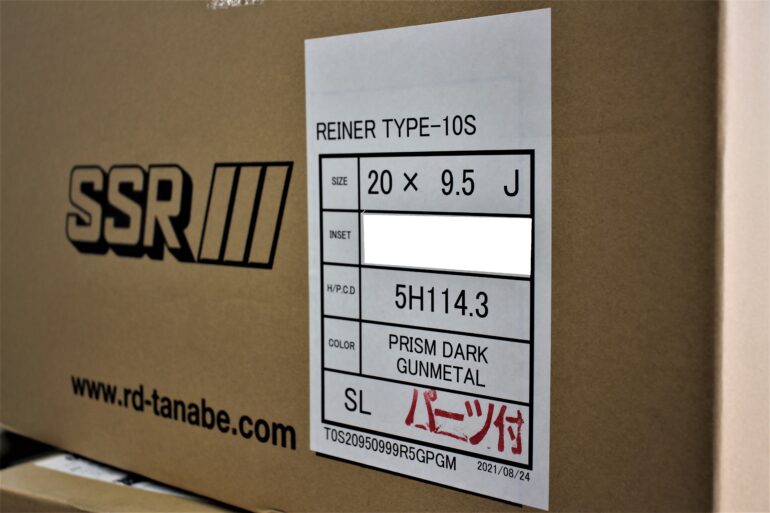 SSR
www.rd-tanabe.com
REINER TYPE-10S
SIZE 20 × 9.5 J
INSET
H/P.C.D 5H114.3
COLOR PRISM DARK
GUNMETAL
SL パーツ付
T0S20950999R5GPGM 2021/08/24